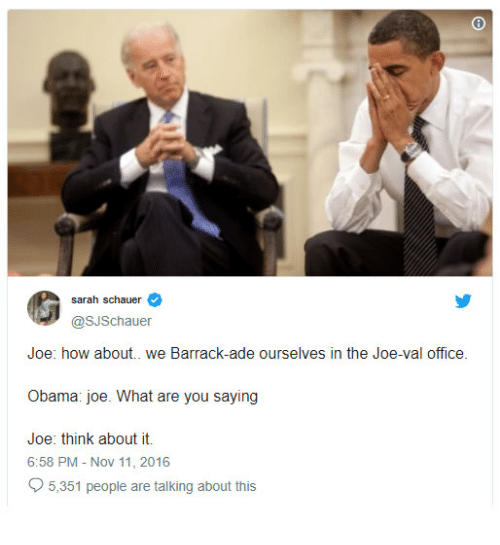 sarah schauer
@SJSchauer
Joe: how about.. we Barrack-ade ourselves in the Joe-val office.
Obama: joe. What are you saying
Joe: think about it.
6:58 PM - Nov 11, 2016
5,351 people are talking about this